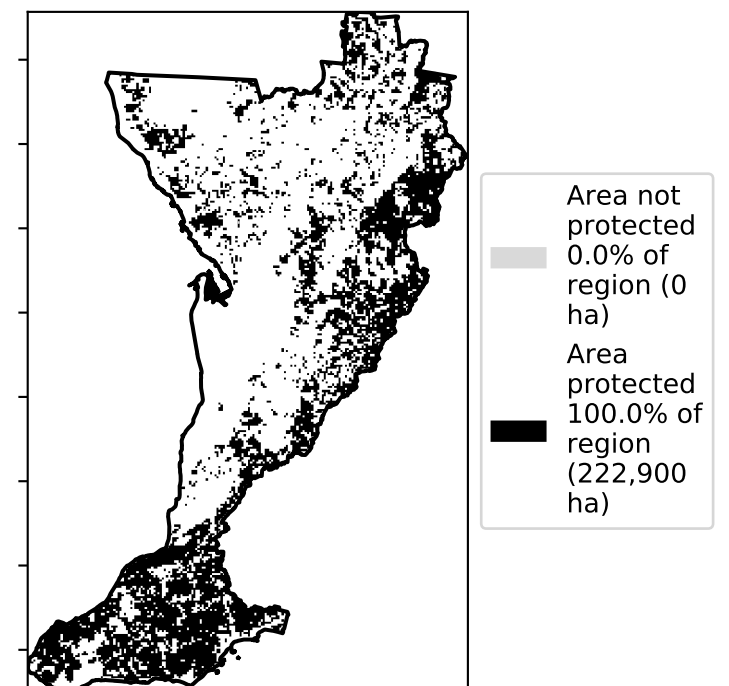 Area not
protected
0.0% of
region (0
ha)
Area
protected
100.0% of
region
(222,900
ha)